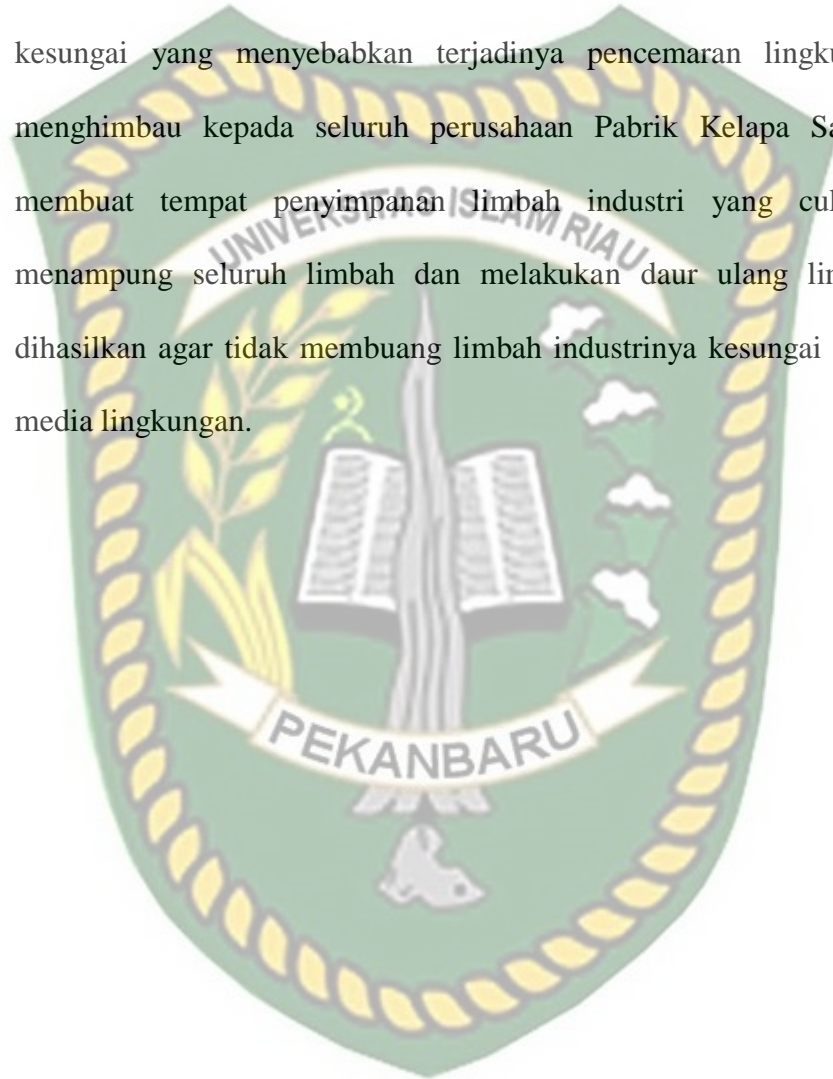 kesungai yang menyebabkan terjadinya pencemaran
menghimbau kepada seluruh perusahaan Pabrik Kelapa
membuat tempat penyimpanan limbah industri yang
menampung seluruh limbah dan melakukan daur ulang
dihasilkan agar tidak membuang limbah industrinya kesungai
media lingkungan.
UNIVERSITAS ISLAM RIAU
PEKANBARU